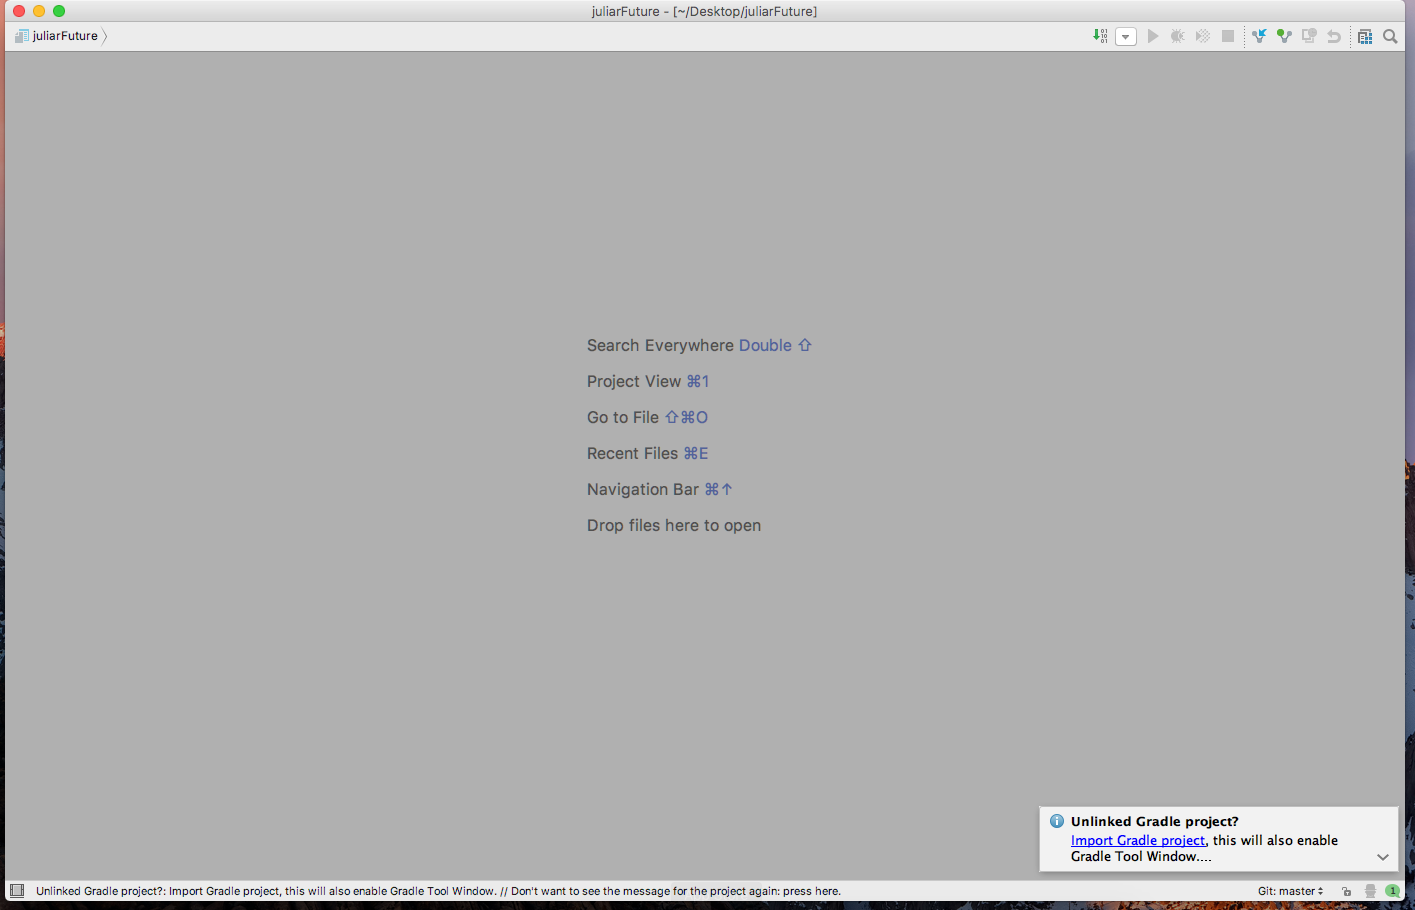 juliarFuture - [~/Desktop/juliarFuture]
juliarFuture
Search Everywhere Double ⇧
Project View ⌘1
Go to File ⇧⌘O
Recent Files ⌘E
Navigation Bar ⌘↑
Drop files here to open
Unlinked Gradle project?
Import Gradle project, this will also enable
Gradle Tool Window....
Unlinked Gradle project?: Import Gradle project, this will also enable Gradle Tool Window. // Don't want to see the message for the project again: press here.
Git: master
1